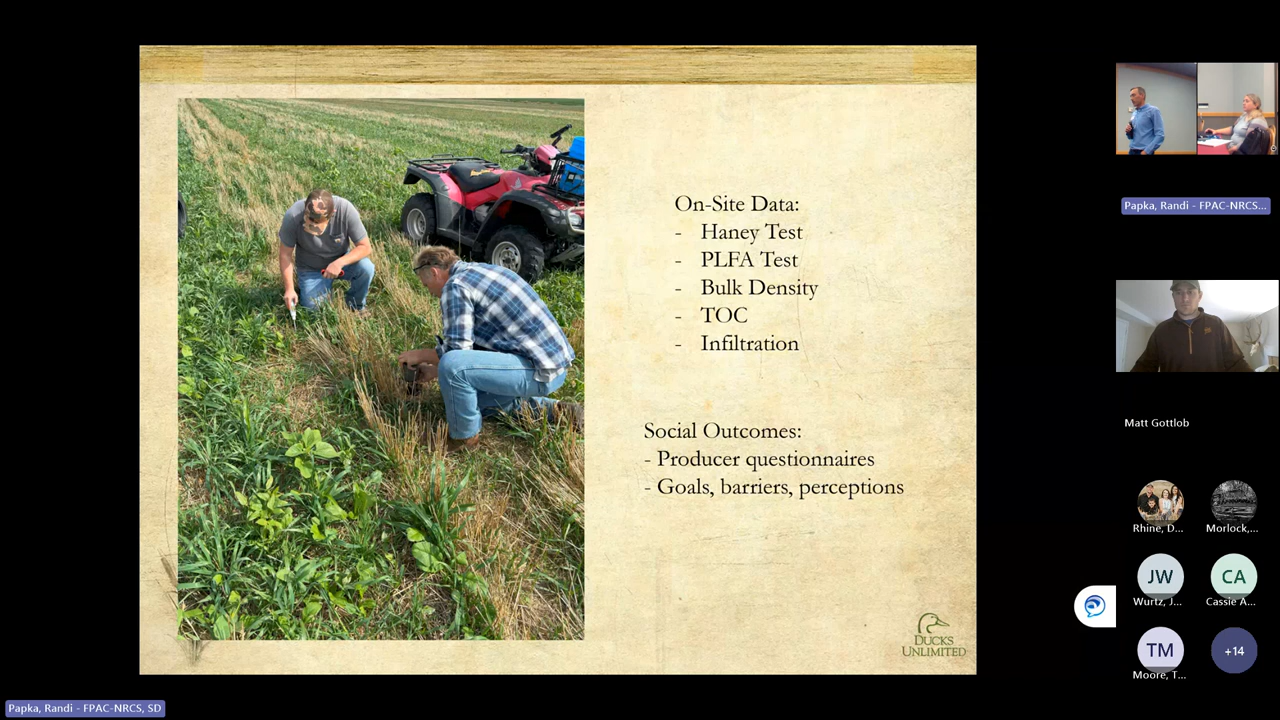 On-Site Data:
- Haney Test
- PLFA Test
- Bulk Density
- TOC
- Infiltration
Social Outcomes:
- Producer questionnaires
- Goals, barriers, perceptions
DUCKS
UNLIMITED
Papka, Randi - FPAC-NRCS...
Matt Gottlob
Rhine, D...
Morlock,...
JW
CA
Wurtz, J...
Cassie A...
TM
+14
Moore, T...
Papka, Randi - FPAC-NRCS, SD